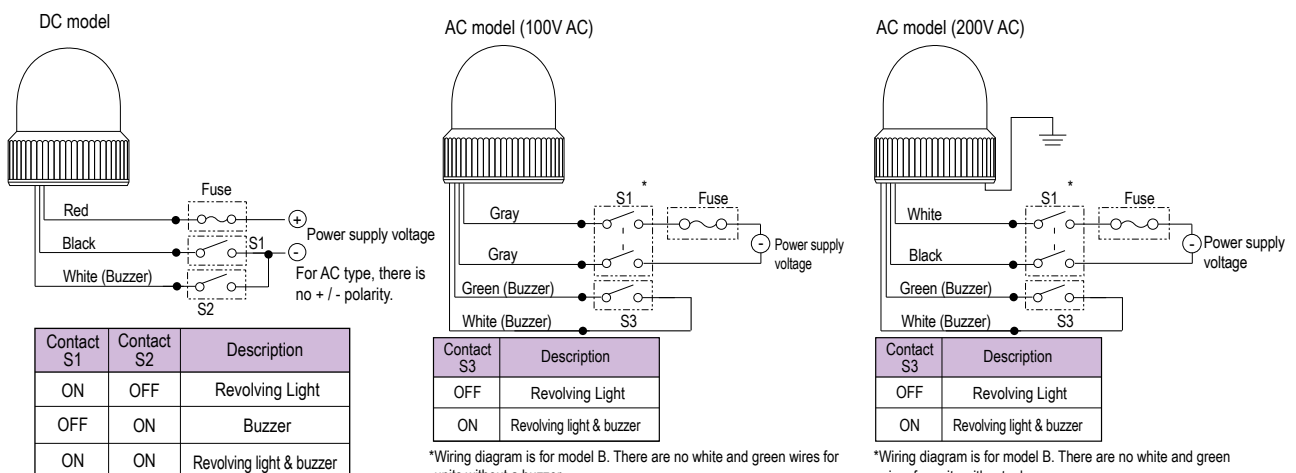 DC model
Fuse
Red
+
Power supply voltage
Black
S1
-
White (Buzzer)
For AC type, there is
no + / - polarity.
S2
Contact S1 Contact S2 Description
ON OFF Revolving Light
OFF ON Buzzer
ON ON Revolving light & buzzer
AC model (100V AC)
*
S1
Fuse
Gray
-
Power supply
voltage
Gray
Green (Buzzer)
White (Buzzer)
S3
Contact S3 Description
OFF Revolving Light
ON Revolving light & buzzer
*Wiring diagram is for model B. There are no white and green wires for
AC model (200V AC)
*
S1
Fuse
White
-
Power supply
voltage
Black
Green (Buzzer)
White (Buzzer)
S3
Contact S3 Description
OFF Revolving Light
ON Revolving light & buzzer
*Wiring diagram is for model B. There are no white and green